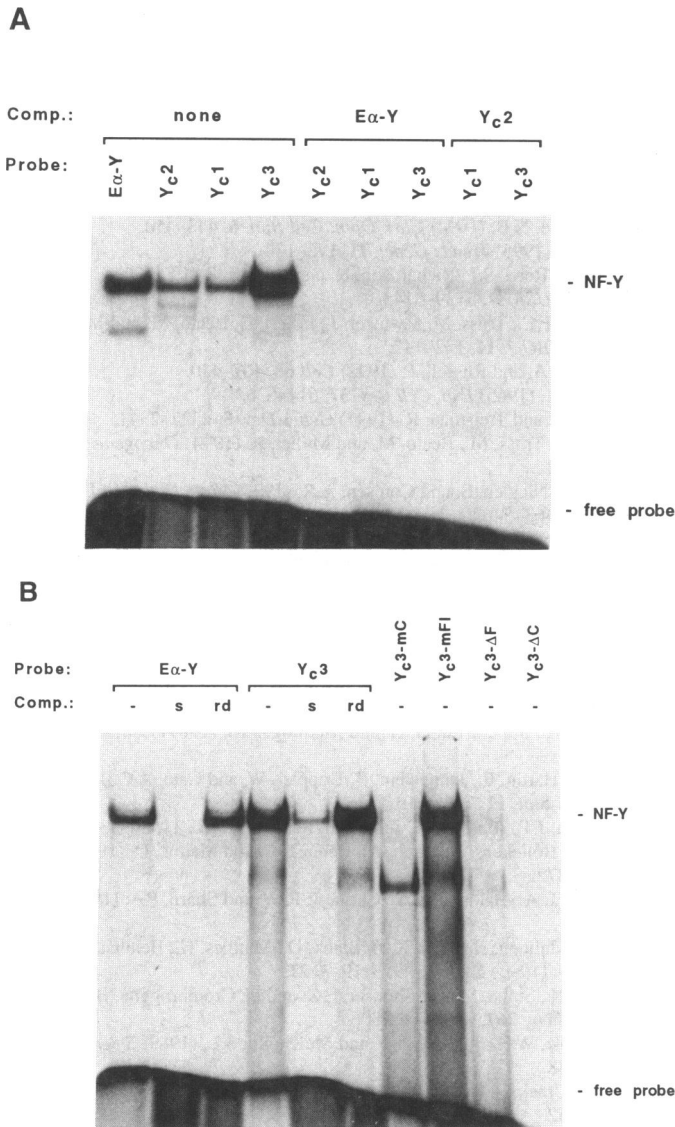 A
Comp.: none Eα-Y Yc2
Probe: Eα-Y Yc2 Yc1 Yc3 Yc2 Yc1 Yc3 Yc1 Yc3
- NF-Y
- free probe
B
Yc3-mC Yc3-mFI Yc3-ΔF Yc3-ΔC
Probe: Eα-Y Yc3
Comp.: - s rd - s rd - - - -
- NF-Y
- free probe